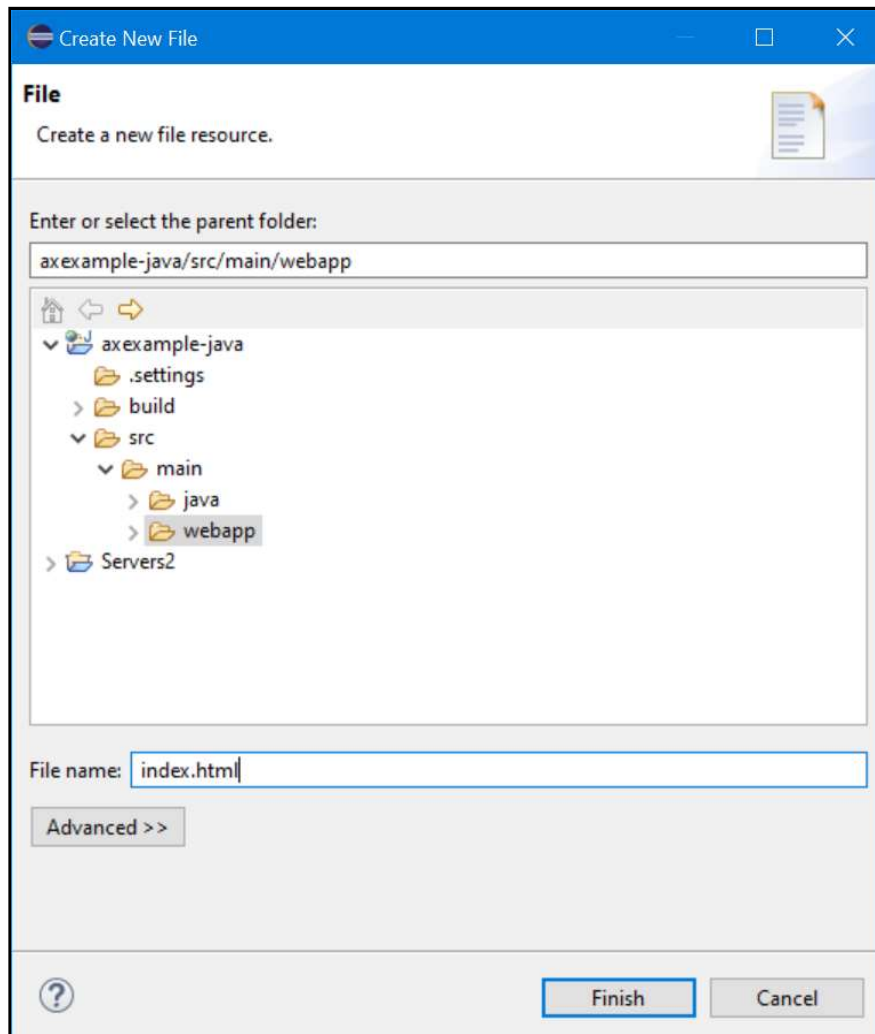 Create New File
File
Create a new file resource.
Enter or select the parent folder:
axexample-java/src/main/webapp
axexample-java
.settings
build
src
main
java
webapp
Servers2
File name: index.html
Advanced >>
Finish Cancel